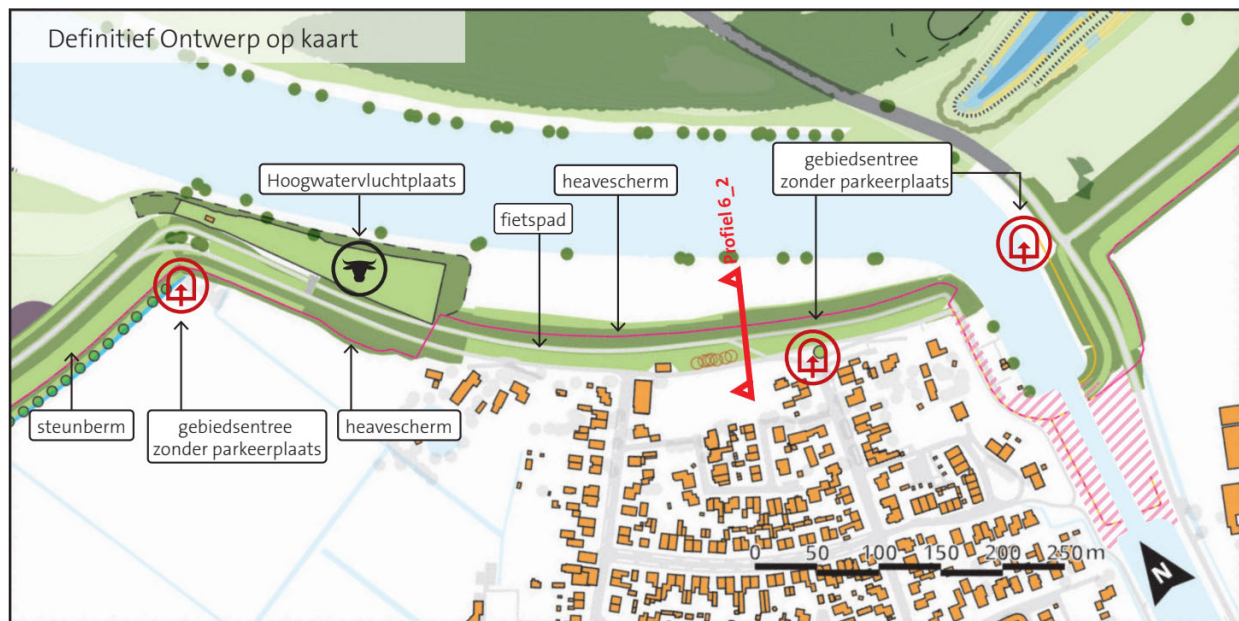 Definitief Ontwerp op kaart
Hoogwatervluchtplaats
fietspad
heavescherm
Profiel 6_2
gebiedsentree
zonder parkeerplaats
steunberm
gebiedsentree
zonder parkeerplaats
heavescherm
0 50 100 150 200 250 m
N